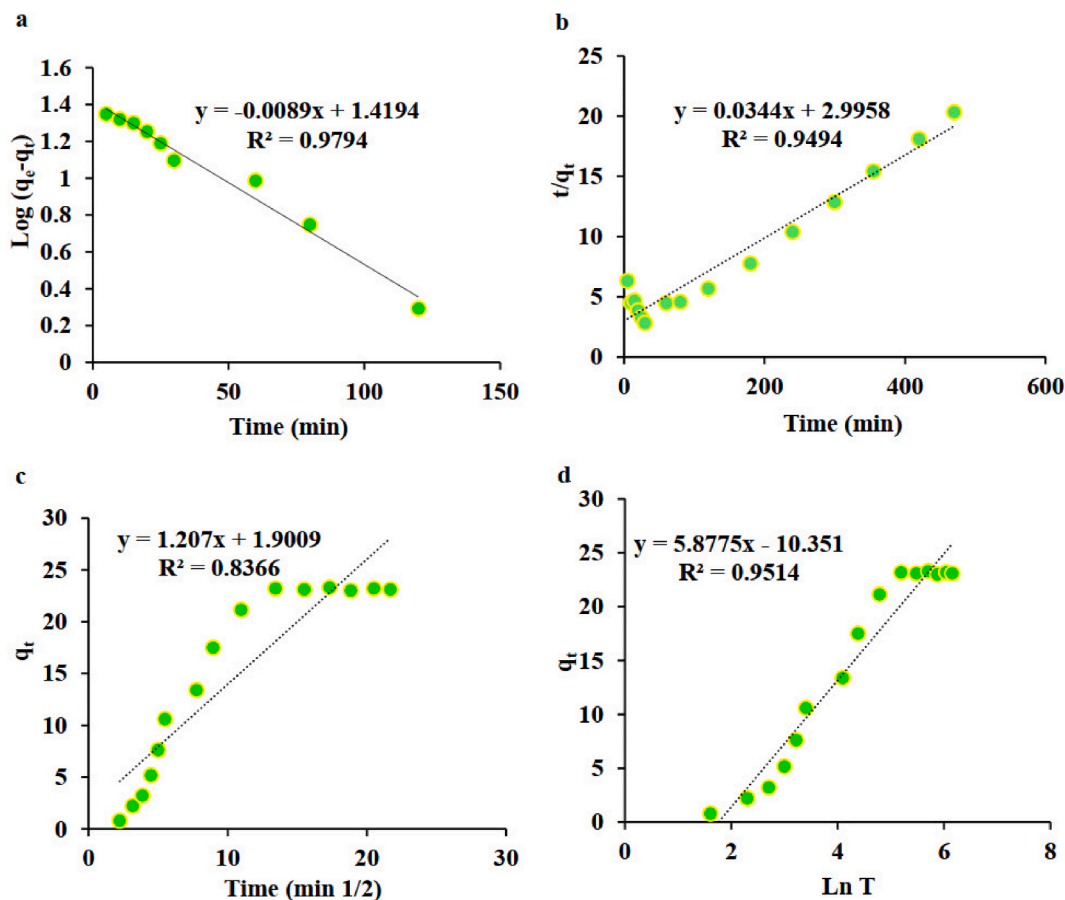 a
1.6
1.4
1.2
1
0.8
0.6
0.4
0.2
0
0
50
100
150
Log (qe-qt)
Time (min)
y = -0.0089x + 1.4194
R² = 0.9794
b
25
20
15
10
5
0
0
200
400
600
t/qt
Time (min)
y = 0.0344x + 2.9958
R² = 0.9494
c
30
25
20
15
10
5
0
0
10
20
30
qt
Time (min 1/2)
y = 1.207x + 1.9009
R² = 0.8366
d
30
25
20
15
10
5
0
0
2
4
6
8
qt
Ln T
y = 5.8775x - 10.351
R² = 0.9514